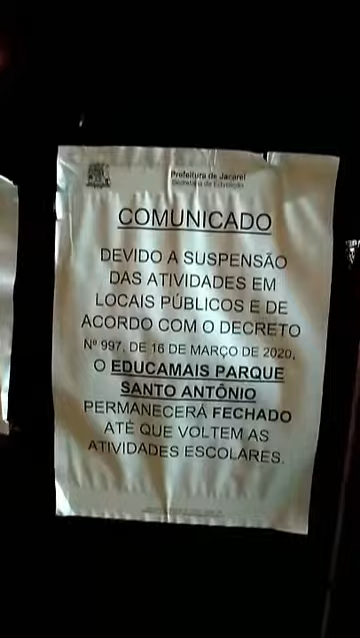 Prefeitura de Jacareí
Secretaria de Educação
COMUNICADO
DEVIDO A SUSPENSÃO
DAS ATIVIDADES EM
LOCAIS PÚBLICOS E DE
ACORDO COM O DECRETO
Nº 997, DE 16 DE MARÇO DE 2020,
O EDUCAMAIS PARQUE
SANTO ANTÔNIO
PERMANECERÁ FECHADO
ATÉ QUE VOLTEM AS
ATIVIDADES ESCOLARES.